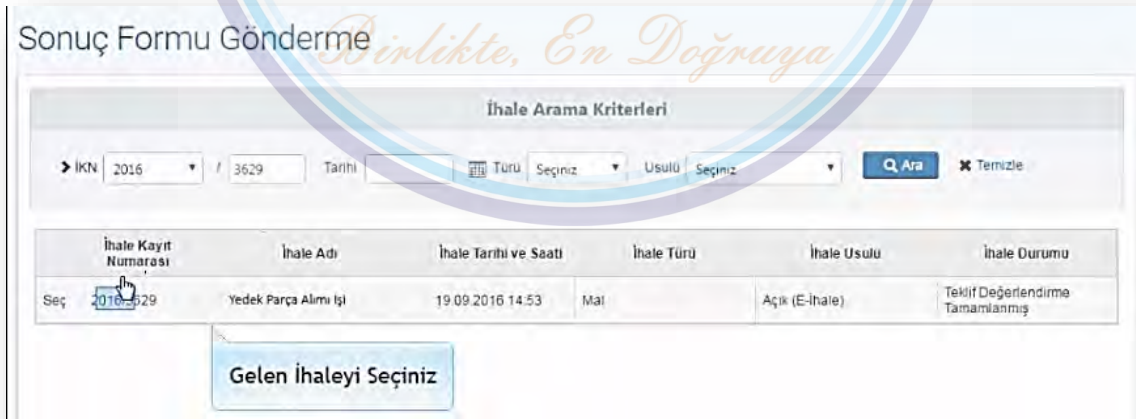 Sonuç Formu Gönderme
Birlikte, En Doğruya
İhale Arama Kriterleri
İKN 2016 / 3629 Tarihi Türü Seçiniz Usulü Seçiniz Ara Temizle
İhale Kayıt Numarası İhale Adı İhale Tarihi ve Saati İhale Türü İhale Usulü İhale Durumu
Seç 2016/3629 Yedek Parça Alımı İşi 19.09.2016 14:53 Mal Açık (E-İhale) Teklif Değerlendirme Tamamlanmış
Gelen İhaleyi Seçiniz